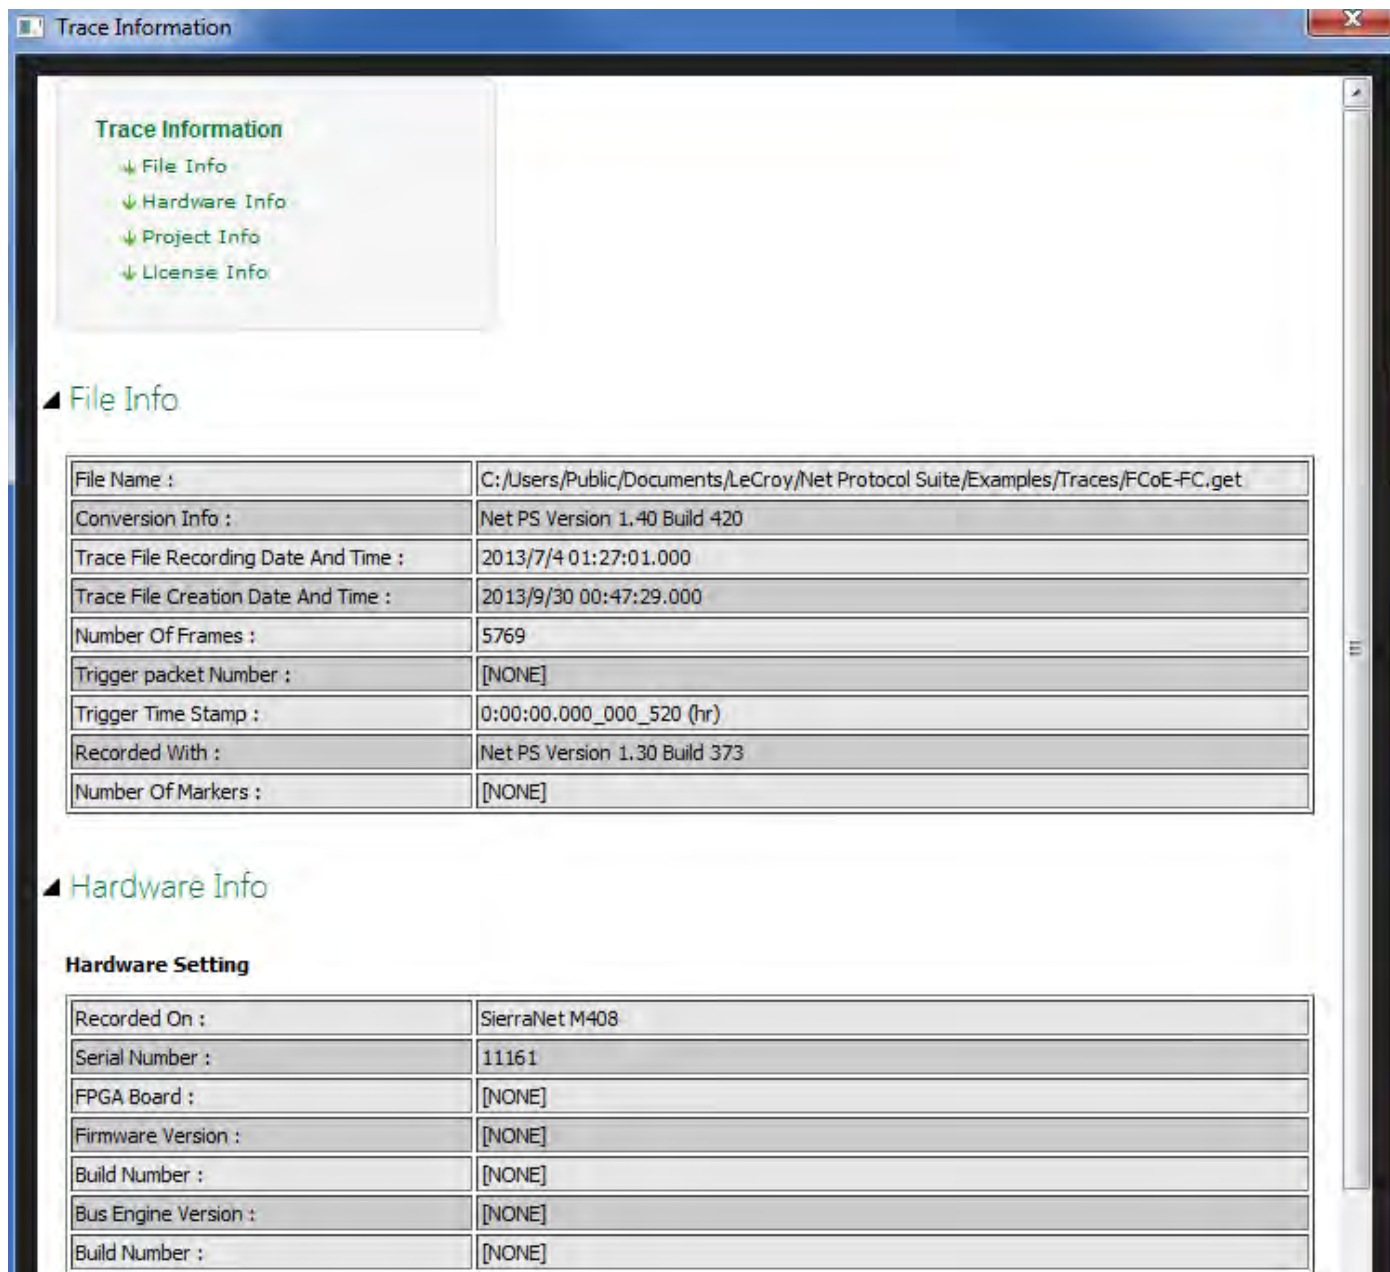 Trace Information
Trace Information
File Info
Hardware Info
Project Info
License Info
File Info
File Name : C:/Users/Public/Documents/LeCroy/Net Protocol Suite/Examples/Traces/FCoE-FC.get
Conversion Info : Net PS Version 1.40 Build 420
Trace File Recording Date And Time : 2013/7/4 01:27:01.000
Trace File Creation Date And Time : 2013/9/30 00:47:29.000
Number Of Frames : 5769
Trigger packet Number : [NONE]
Trigger Time Stamp : 0:00:00.000_000_520 (hr)
Recorded With : Net PS Version 1.30 Build 373
Number Of Markers : [NONE]
Hardware Info
Hardware Setting
Recorded On : SierraNet M408
Serial Number : 11161
FPGA Board : [NONE]
Firmware Version : [NONE]
Build Number : [NONE]
Bus Engine Version : [NONE]
Build Number : [NONE]